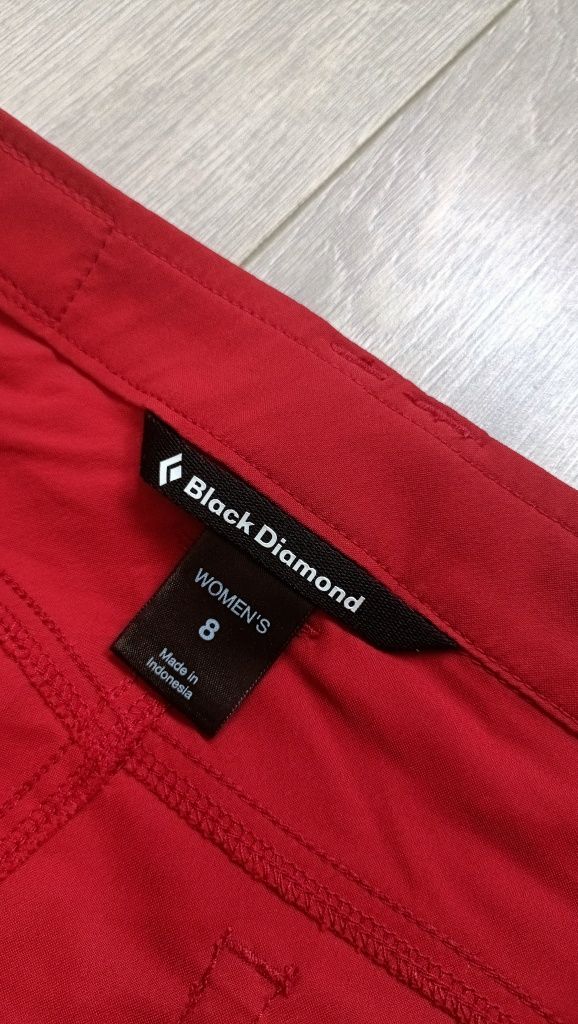 Black Diamond
WOMEN'S
8
Made in
Indonesia